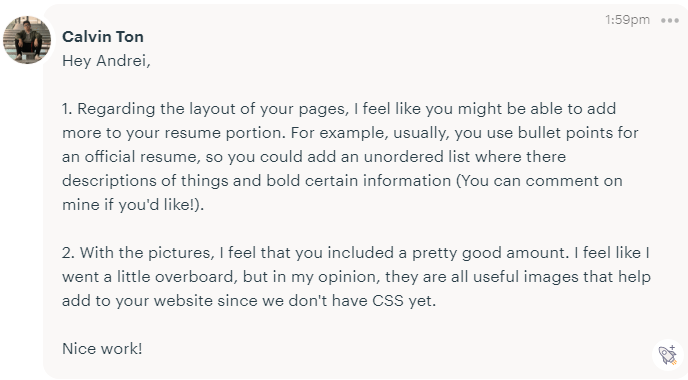 1:59pm
Calvin Ton
Hey Andrei,
1. Regarding the layout of your pages, I feel like you might be able to add
more to your resume portion. For example, usually, you use bullet points for
an official resume, so you could add an unordered list where there
descriptions of things and bold certain information (You can comment on
mine if you'd like!).
2. With the pictures, I feel that you included a pretty good amount. I feel like I
went a little overboard, but in my opinion, they are all useful images that help
add to your website since we don't have CSS yet.
Nice work!